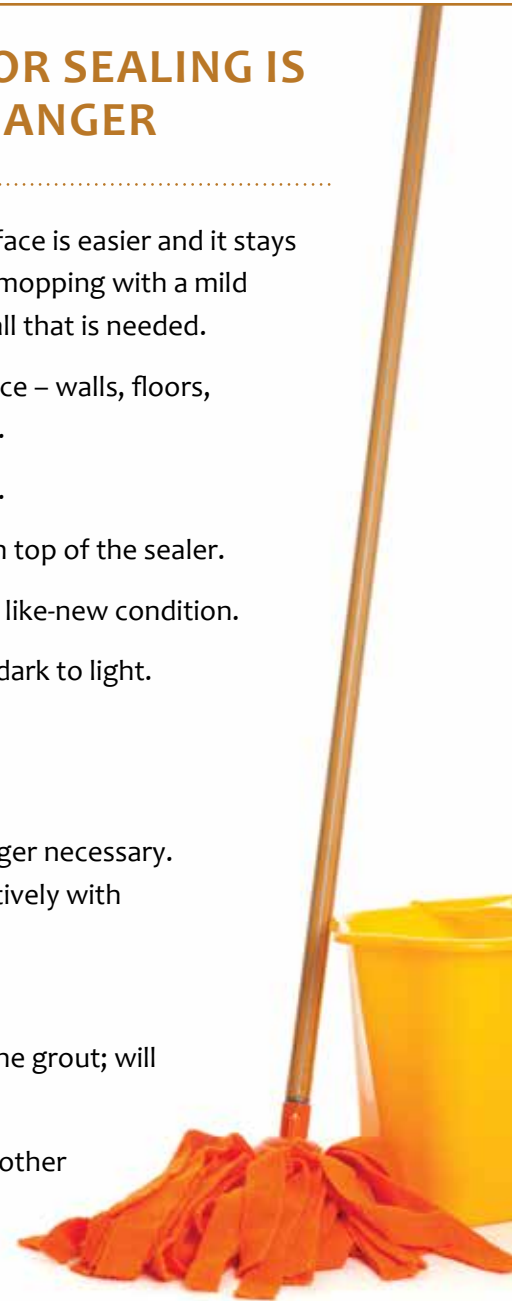 OR SEALING IS
ANGER
face is easier and it stays
mopping with a mild
all that is needed.
ce – walls, floors,
.
.
n top of the sealer.
like-new condition.
dark to light.
ger necessary.
tively with
he grout; will
other